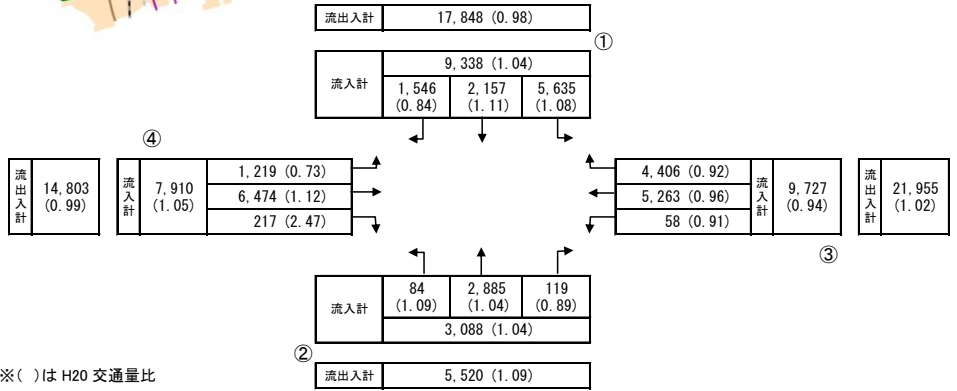 流出入計 17,848 (0.98)
①
流入計 9,338 (1.04)
1,546 2,157 5,635
(0.84) (1.11) (1.08)
④
流出入計 14,803 (0.99)
流入計 7,910 (1.05)
1,219 (0.73)
6,474 (1.12)
217 (2.47)
4,406 (0.92)
5,263 (0.96)
58 (0.91)
流入計 9,727 (0.94)
流出入計 21,955 (1.02)
③
84 2,885 119
(1.09) (1.04) (0.89)
流入計 3,088 (1.04)
②
※( )は H20 交通量比
流出入計 5,520 (1.09)